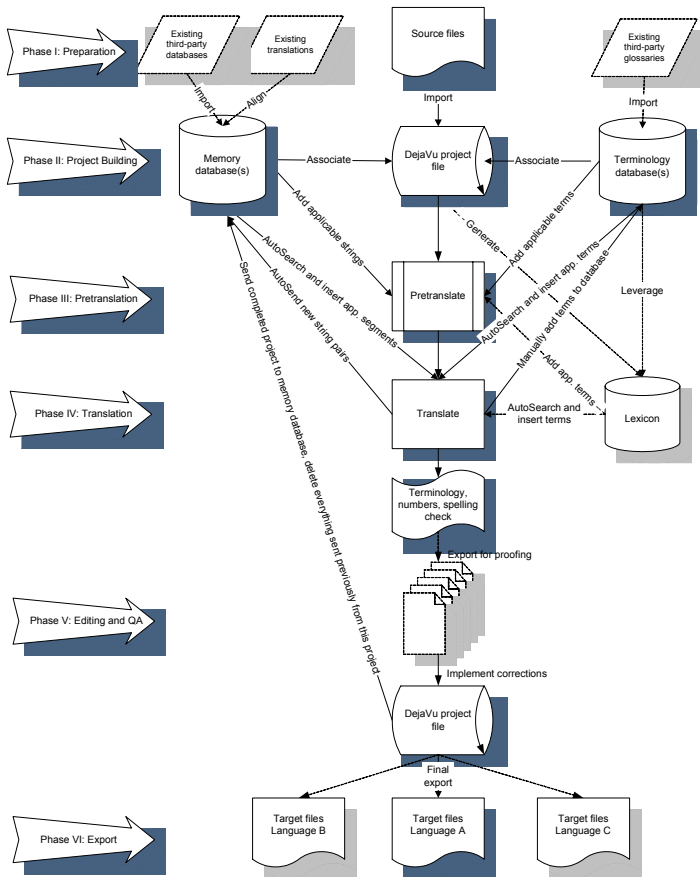 Phase I: Preparation
Existing
third-party
databases
Existing
translations
Source files
Existing
third-party
glossaries
Import
Align
Import
Import
Phase II: Project Building
Memory
database(s)
Associate
DejaVu project
file
Associate
Terminology
database(s)
Add applicable strings
Generate
Add applicable terms
AutoSearch and insert app. segments
AutoSend new string pairs
Send completed project to memory database, delete everything sent previously from this project
AutoSearch and insert app. terms
Manually add terms to database
Leverage
Phase III: Pretranslation
Pretranslate
Add app. terms
Phase IV: Translation
Translate
AutoSearch and
insert terms
Lexicon
Terminology,
numbers, spelling
check
Export for proofing
Phase V: Editing and QA
Implement corrections
DejaVu project
file
Final
export
Phase VI: Export
Target files
Language B
Target files
Language A
Target files
Language C